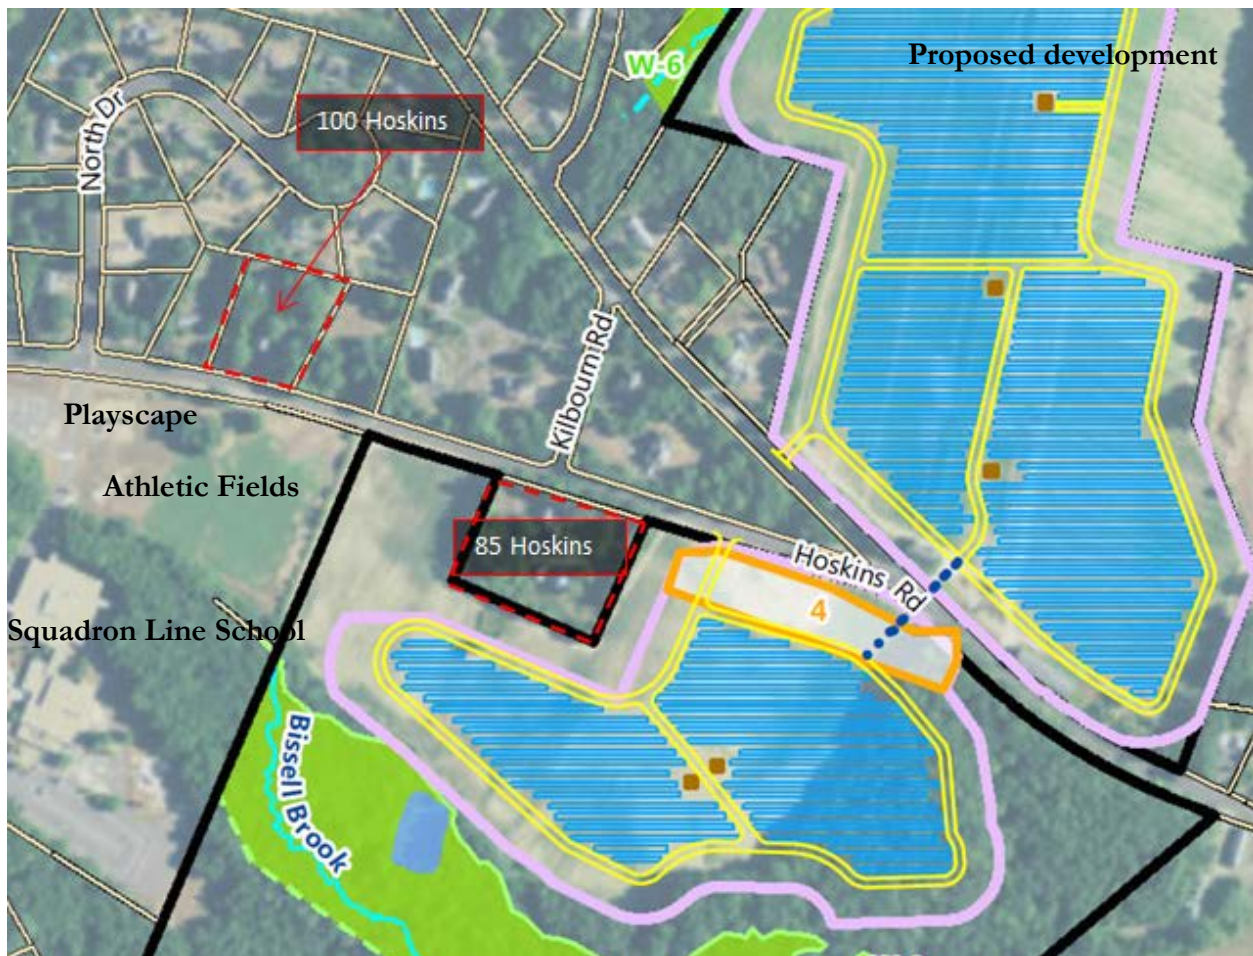 Proposed development
W-6
100 Hoskins
North Dr
Kilbourn Rd
Playscape
Athletic Fields
85 Hoskins
Hoskins Rd
4
Squadron Line School
Bissell Brook